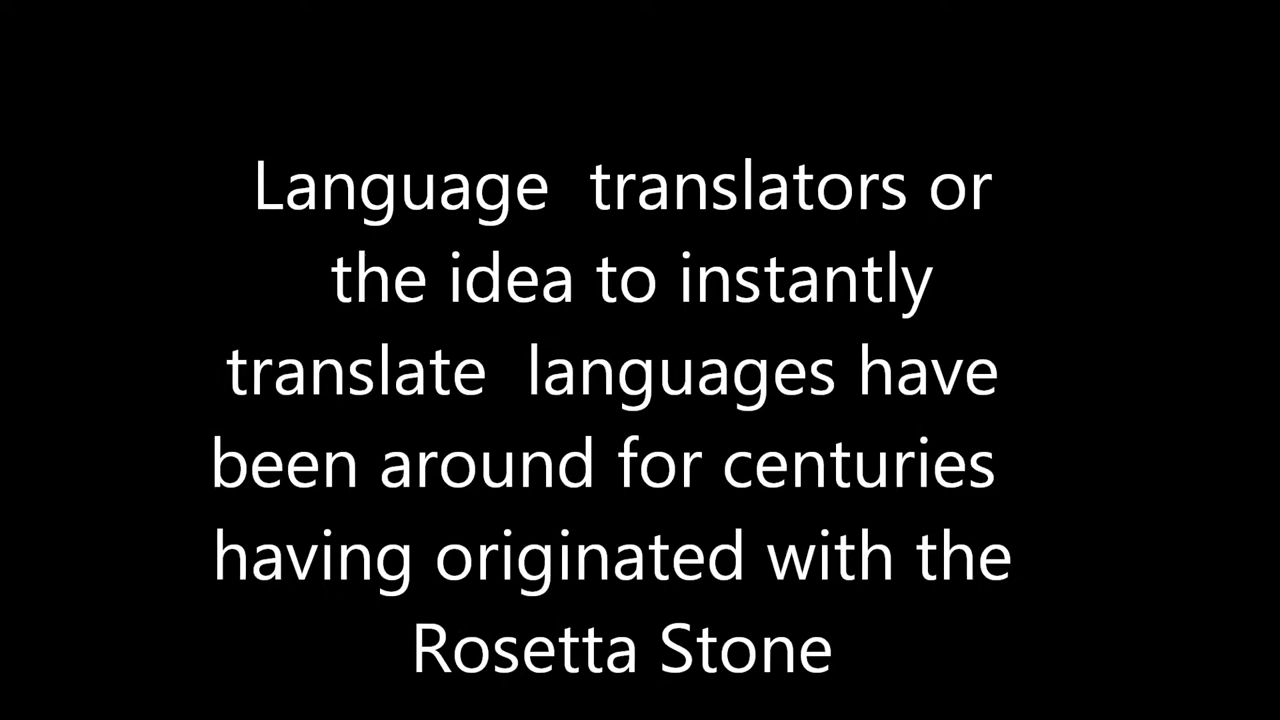 Language  translators or
the idea to instantly
translate  languages have
been around for centuries
having originated with the
Rosetta Stone